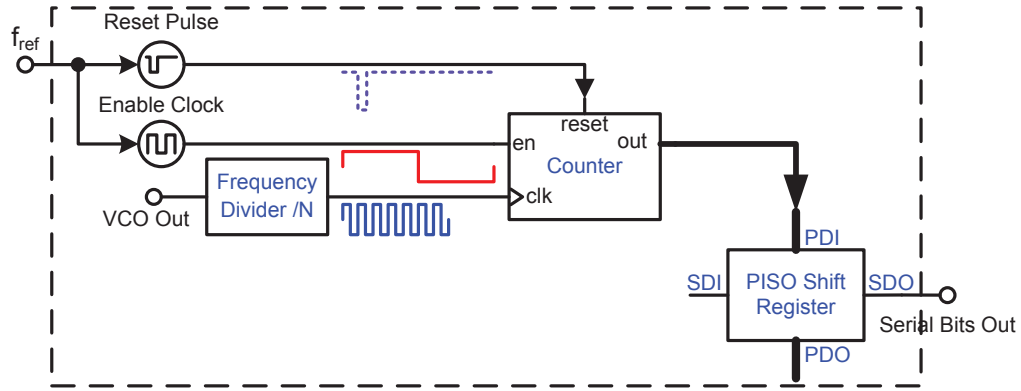 Reset Pulse
f_ref
Enable Clock
reset
en
out
Counter
clk
Frequency
Divider /N
VCO Out
PDI
SDI
PISO Shift
Register
SDO
Serial Bits Out
PDO